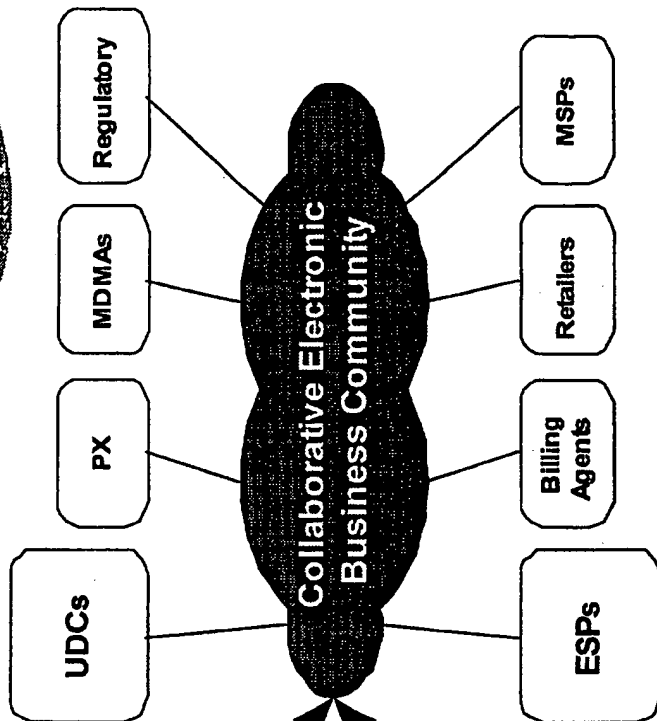 UDCs
PX
MDMAs
Regulatory
Collaborative Electronic
Business Community
ESPs
Billing
Agents
Retailers
MSPs